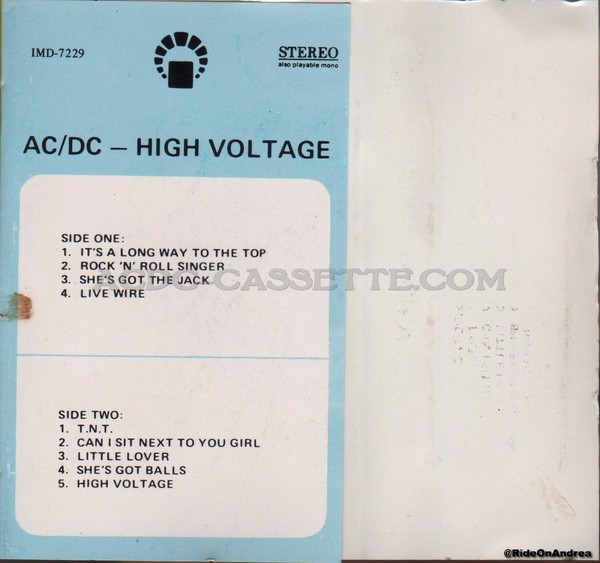 IMD-7229
STEREO
also playable mono
AC/DC – HIGH VOLTAGE
SIDE ONE:
1. IT'S A LONG WAY TO THE TOP
2. ROCK 'N' ROLL SINGER
3. SHE'S GOT THE JACK
4. LIVE WIRE
ACDC-CASSETTE.COM
SIDE TWO:
1. T.N.T.
2. CAN I SIT NEXT TO YOU GIRL
3. LITTLE LOVER
4. SHE'S GOT BALLS
5. HIGH VOLTAGE
@RideOnAndrea